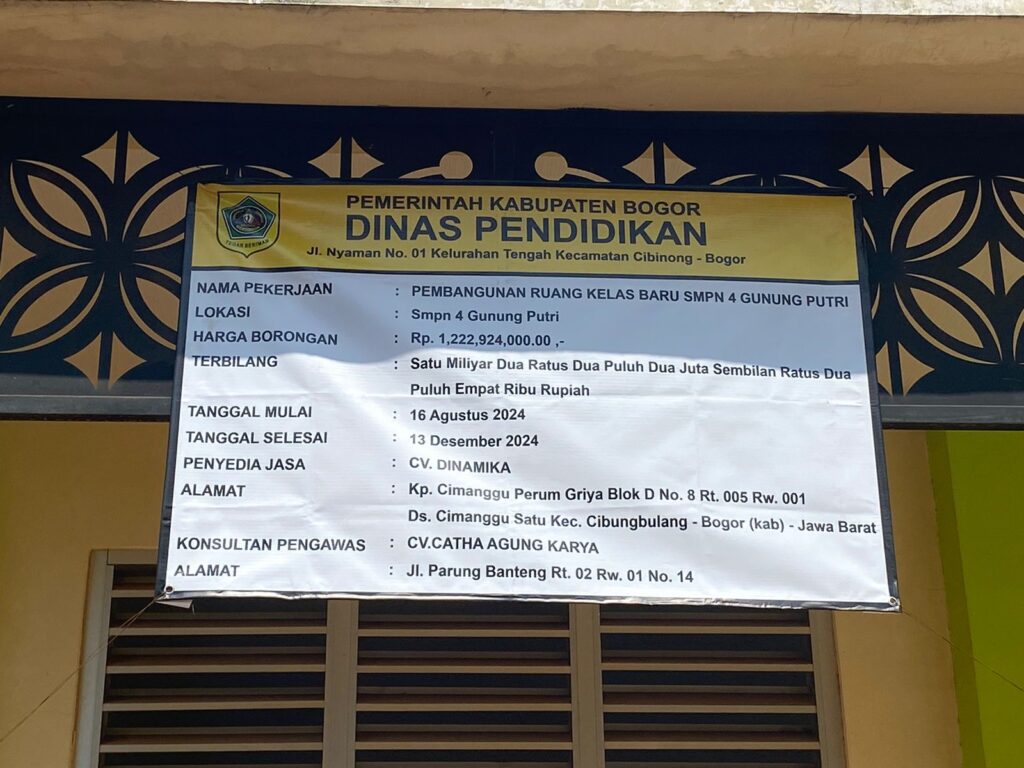 PEMERINTAH KABUPATEN BOGOR
DINAS PENDIDIKAN
Jl. Nyaman No. 01 Kelurahan Tengah Kecamatan Cibinong - Bogor
TEGAR BERIMAN
NAMA PEKERJAAN : PEMBANGUNAN RUANG KELAS BARU SMPN 4 GUNUNG PUTRI
LOKASI : Smpn 4 Gunung Putri
HARGA BORONGAN : Rp. 1,222,924,000.00 ,-
TERBILANG : Satu Miliyar Dua Ratus Dua Puluh Dua Juta Sembilan Ratus Dua
Puluh Empat Ribu Rupiah
TANGGAL MULAI : 16 Agustus 2024
TANGGAL SELESAI : 13 Desember 2024
PENYEDIA JASA : CV. DINAMIKA
ALAMAT : Kp. Cimanggu Perum Griya Blok D No. 8 Rt. 005 Rw. 001
Ds. Cimanggu Satu Kec. Cibungbulang - Bogor (kab) - Jawa Barat
KONSULTAN PENGAWAS : CV.CATHA AGUNG KARYA
ALAMAT : Jl. Parung Banteng Rt. 02 Rw. 01 No. 14